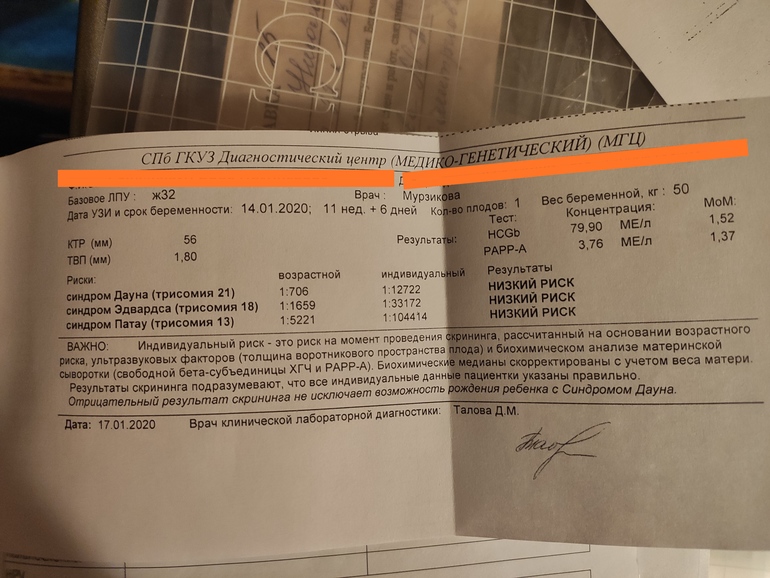 линия отрыва
СПб ГКУЗ Диагностический центр (МЕДИКО-ГЕНЕТИЧЕСКИЙ) (МГЦ)
Базовое ЛПУ: ж32 Врач: Мурзикова
Дата УЗИ и срок беременности: 14.01.2020; 11 нед. + 6 дней Кол-во плодов: 1 Вес беременной, кг: 50
Тест: Концентрация: МоМ:
КТР (мм) 56 Результаты: HCGb 79,90 МЕ/л 1,52
ТВП (мм) 1,80 PAPP-A 3,76 МЕ/л 1,37
Риски: возрастной индивидуальный Результаты
синдром Дауна (трисомия 21) 1:706 1:12722 НИЗКИЙ РИСК
синдром Эдвардса (трисомия 18) 1:1659 1:33172 НИЗКИЙ РИСК
синдром Патау (трисомия 13) 1:5221 1:104414 НИЗКИЙ РИСК
ВАЖНО: Индивидуальный риск - это риск на момент проведения скрининга, рассчитанный на основании возрастного
риска, ультразвуковых факторов (толщина воротникового пространства плода) и биохимическом анализе материнской
сыворотки (свободной бета-субъединицы ХГЧ и PAPP-A). Биохимические медианы скорректированы с учетом веса матери.
Результаты скрининга подразумевают, что все индивидуальные данные пациентки указаны правильно.
Отрицательный результат скрининга не исключает возможность рождения ребенка с Синдромом Дауна.
Дата: 17.01.2020 Врач клинической лабораторной диагностики: Талова Д.М.